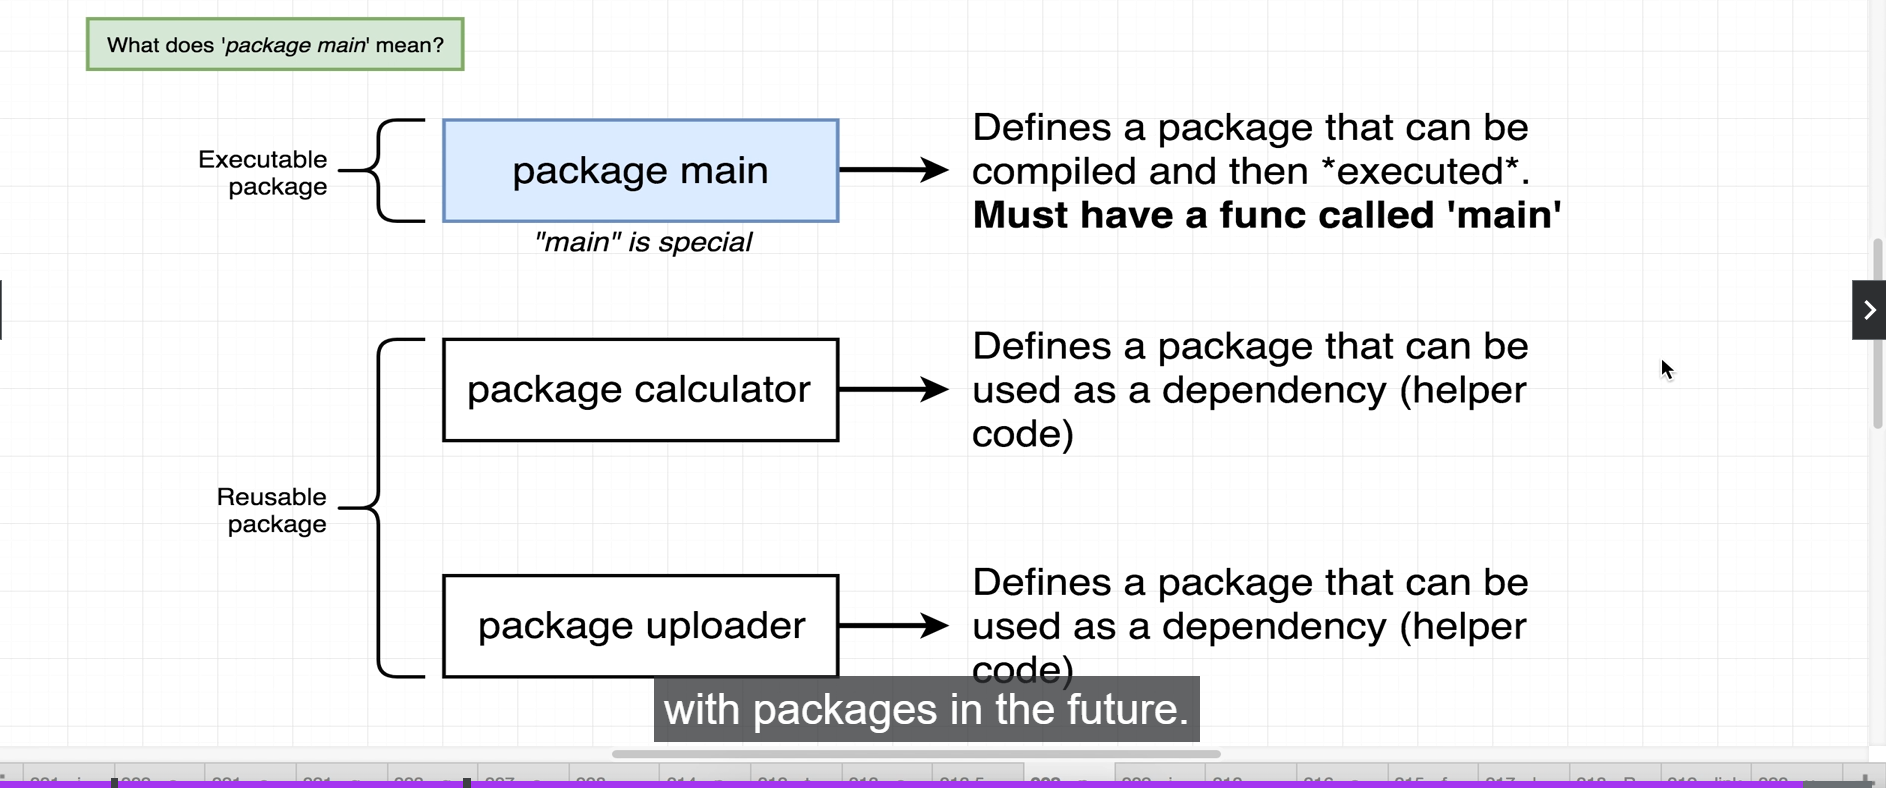 What does 'package main' mean?
Executable
package
package main
"main" is special
Defines a package that can be
compiled and then *executed*.
Must have a func called 'main'
Reusable
package
package calculator
Defines a package that can be
used as a dependency (helper
code)
package uploader
Defines a package that can be
used as a dependency (helper
code)
with packages in the future.